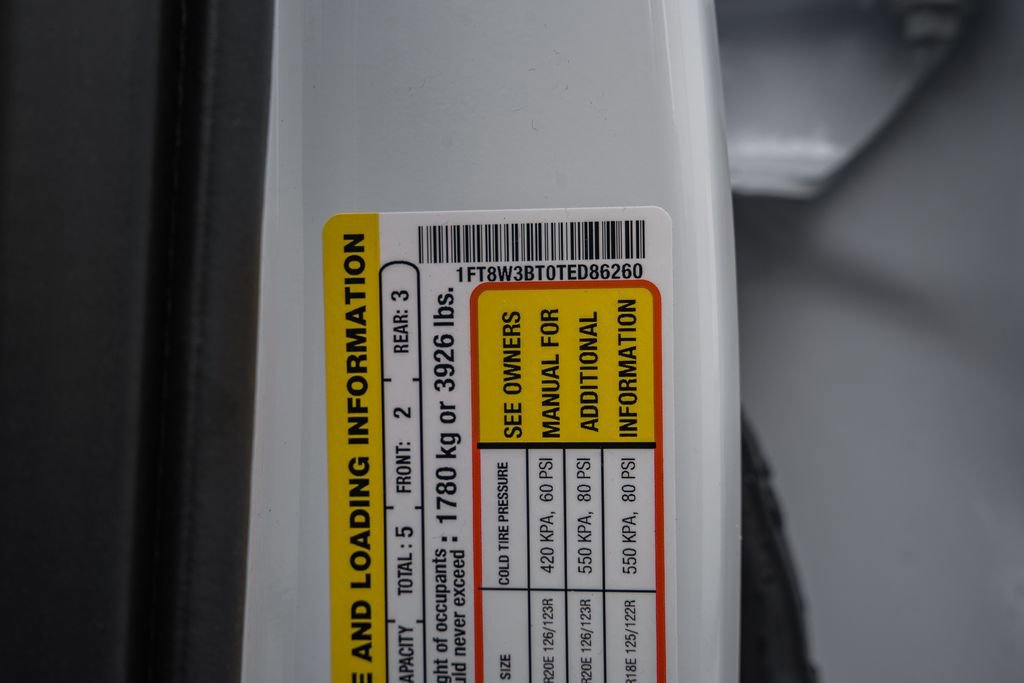 1FT8W3BT0TED86260
E AND LOADING INFORMATION
APACITY TOTAL : 5 FRONT: 2 REAR: 3
ght of occupants
uld never exceed : 1780 kg or 3926 lbs.
SIZE COLD TIRE PRESSURE
R20E 126/123R 420 KPA, 60 PSI
R20E 126/123R 550 KPA, 80 PSI
R18E 125/122R 550 KPA, 80 PSI
SEE OWNERS
MANUAL FOR
ADDITIONAL
INFORMATION